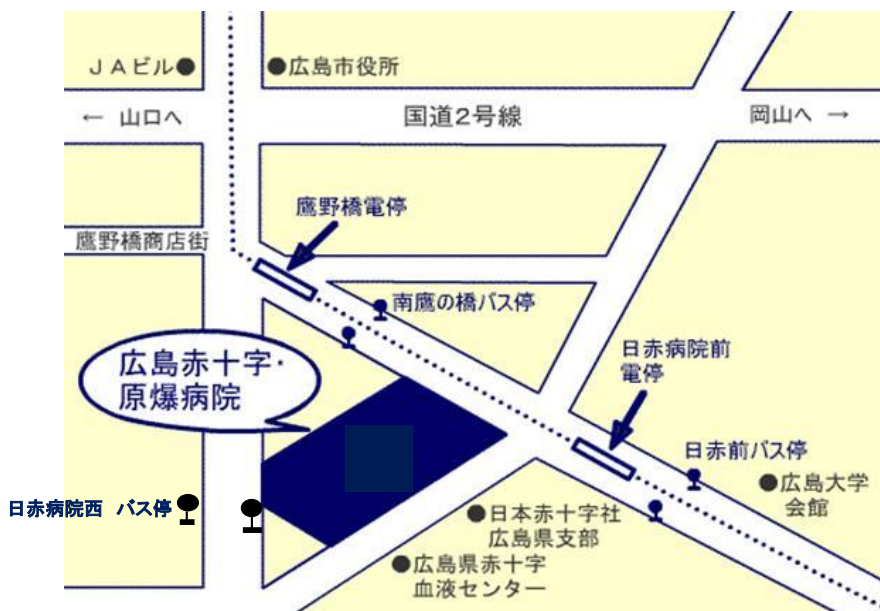 JAビル●
●広島市役所
← 山口へ
国道2号線
岡山へ →
鷹野橋電停
鷹野橋商店街
南鷹の橋バス停
広島赤十字・
原爆病院
日赤病院前
電停
日赤前バス停
●広島大学
会館
日赤病院西 バス停
●日本赤十字社
広島県支部
●広島県赤十字
血液センター